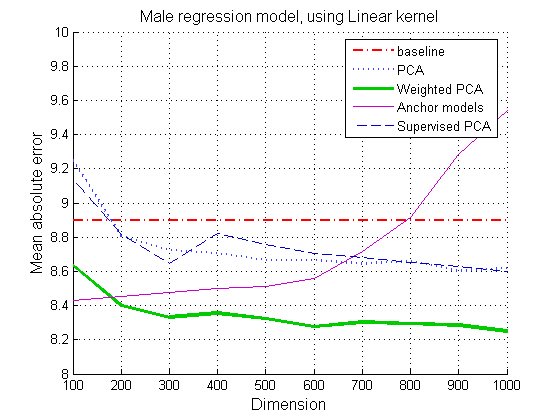 Male regression model, using Linear kernel
Mean absolute error
10
9.8
9.6
9.4
9.2
9
8.8
8.6
8.4
8.2
8
baseline
PCA
Weighted PCA
Anchor models
Supervised PCA
100 200 300 400 500 600 700 800 900 1000
Dimension